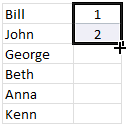 Bill 1
John 2
George
Beth
Anna
Kenn